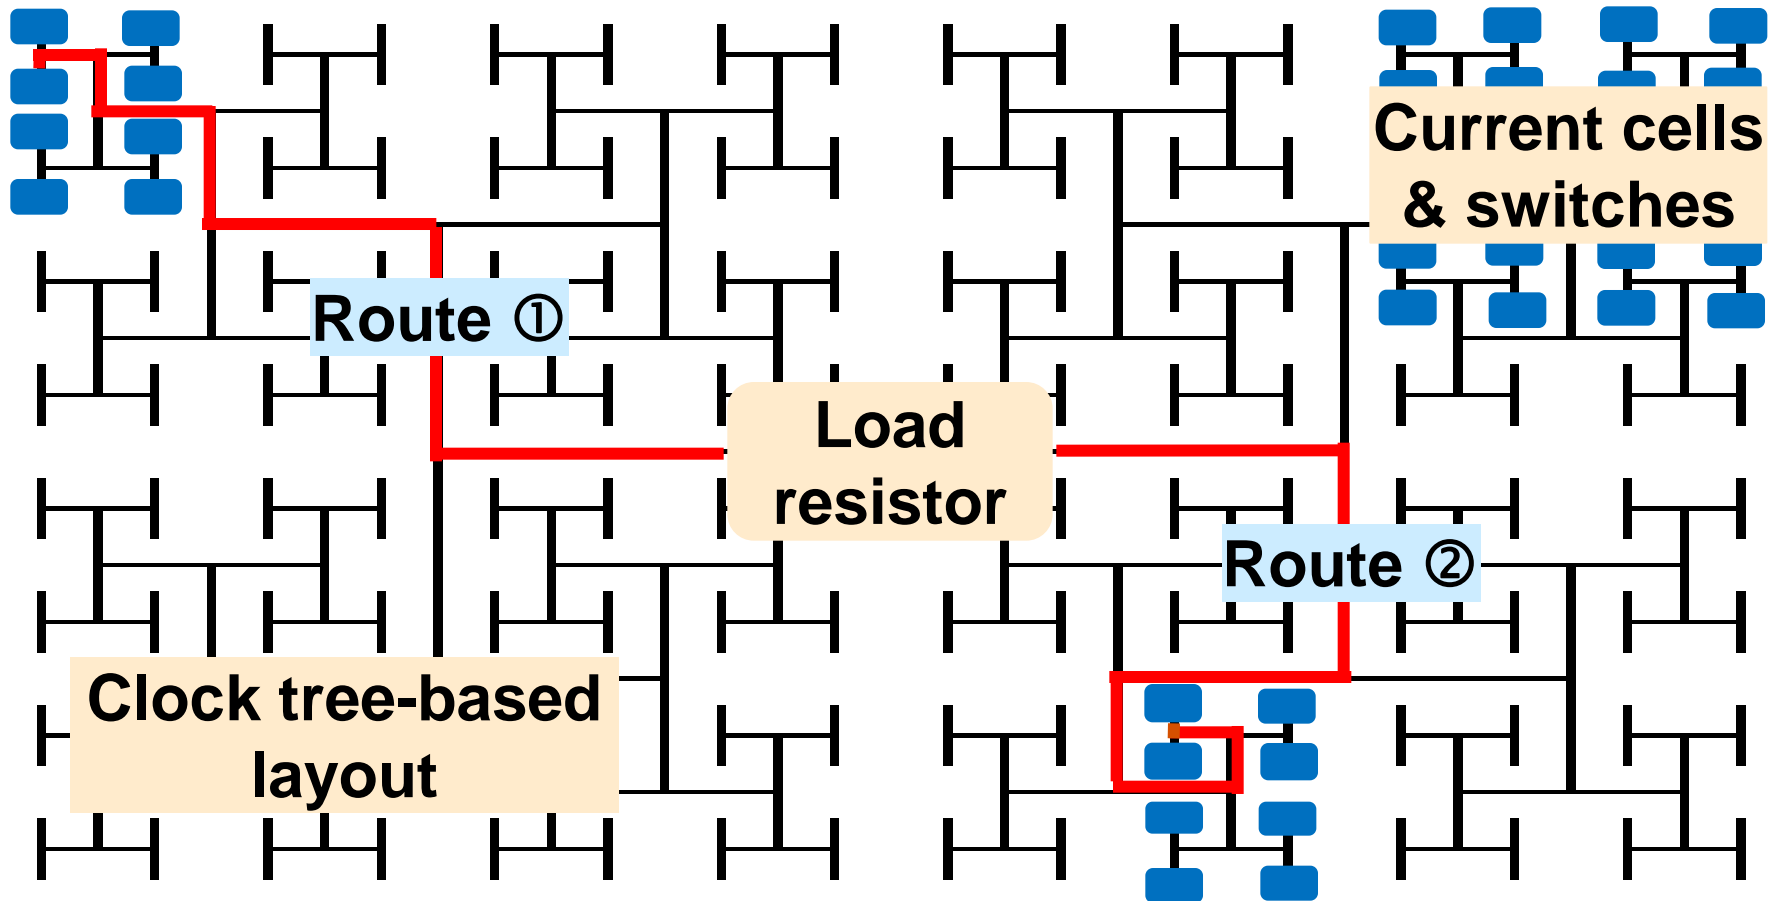 Current cells
& switches
Route ①
Load
resistor
Route ②
Clock tree-based
layout